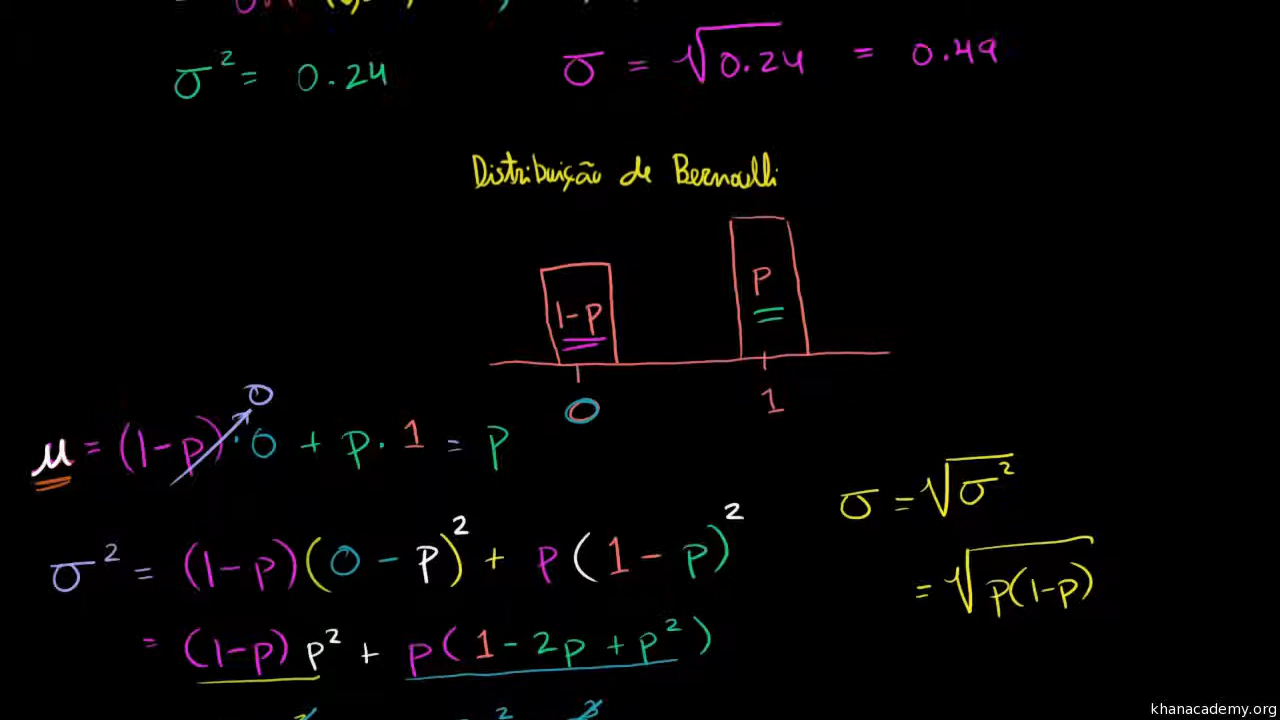 σ² = 0.24
σ = √0.24 = 0.49
Distribuição de Bernoulli
1-p
p
0
1
0
μ = (1-p)·0 + p·1 = p
σ² = (1-p)(0-p)² + p(1-p)²
= (1-p)p² + p(1-2p+p²)
σ = √σ²
= √p(1-p)
khanacademy.org